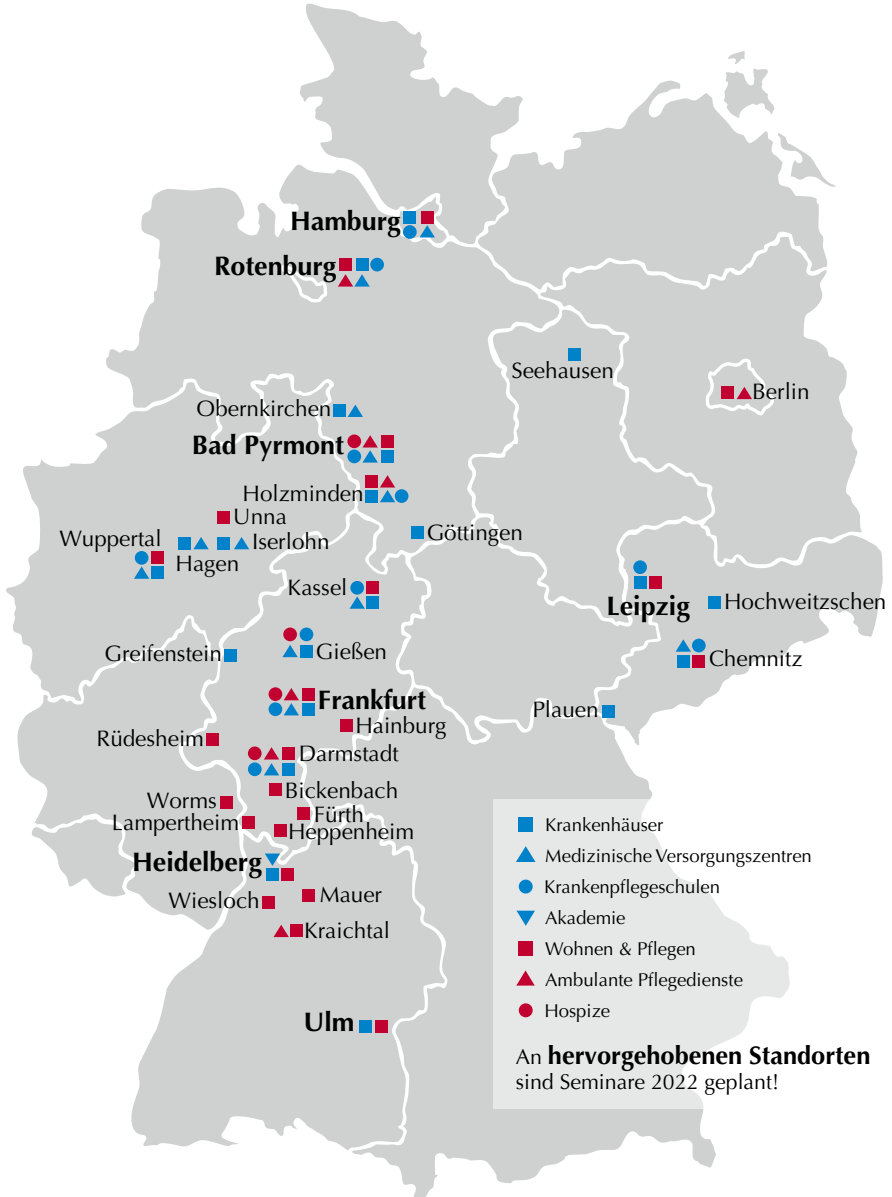 Hamburg
Rotenburg
Seehausen
Berlin
Obernkirchen
Bad Pyrmont
Holzminden
Unna
Göttingen
Wuppertal
Iserlohn
Hagen
Kassel
Leipzig
Hochweitzschen
Greifenstein
Gießen
Chemnitz
Frankfurt
Plauen
Hainburg
Rüdesheim
Darmstadt
Bickenbach
Worms
Fürth
Lampertheim
Heppenheim
Heidelberg
Wiesloch
Mauer
Kraichtal
Ulm
Krankenhäuser
Medizinische Versorgungszentren
Krankenpflegeschulen
Akademie
Wohnen & Pflegen
Ambulante Pflegedienste
Hospize
An hervorgehobenen Standorten
sind Seminare 2022 geplant!